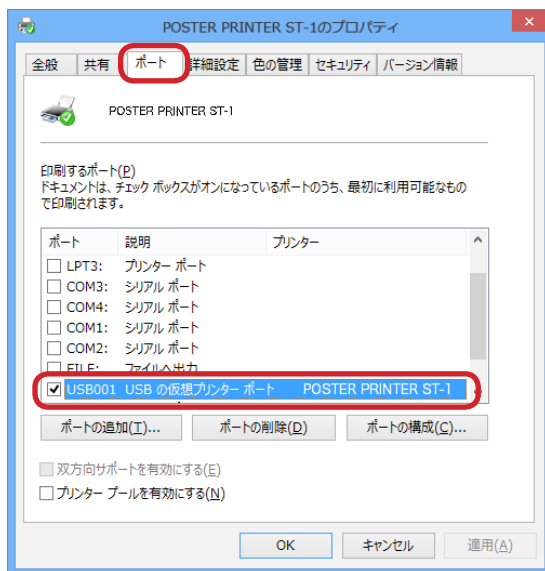 POSTER PRINTER ST-1のプロパティ
全般 共有 ポート 詳細設定 色の管理 セキュリティ バージョン情報
POSTER PRINTER ST-1
印刷するポート(P)
ドキュメントは、チェック ボックスがオンになっているポートのうち、最初に利用可能なもの
で印刷されます。
ポート 説明 プリンター
LPT3: プリンター ポート
COM3: シリアル ポート
COM4: シリアル ポート
COM1: シリアル ポート
COM2: シリアル ポート
FILE: ファイルへ出力
USB001 USB の仮想プリンター ポート POSTER PRINTER ST-1
ポートの追加(T)... ポートの削除(D) ポートの構成(C)...
双方向サポートを有効にする(E)
プリンター プールを有効にする(N)
OK キャンセル 適用(A)